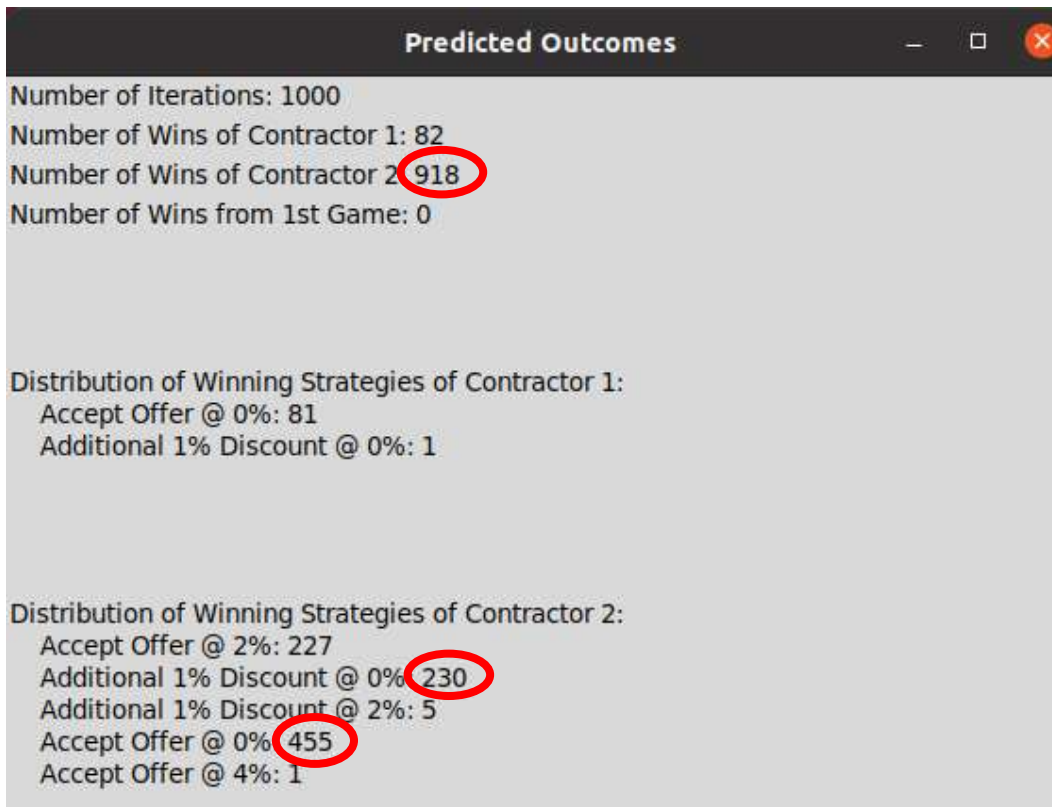 Predicted Outcomes
Number of Iterations: 1000
Number of Wins of Contractor 1: 82
Number of Wins of Contractor 2 918
Number of Wins from 1st Game: 0
Distribution of Winning Strategies of Contractor 1:
Accept Offer @ 0%: 81
Additional 1% Discount @ 0%: 1
Distribution of Winning Strategies of Contractor 2:
Accept Offer @ 2%: 227
Additional 1% Discount @ 0% 230
Additional 1% Discount @ 2%: 5
Accept Offer @ 0% 455
Accept Offer @ 4%: 1